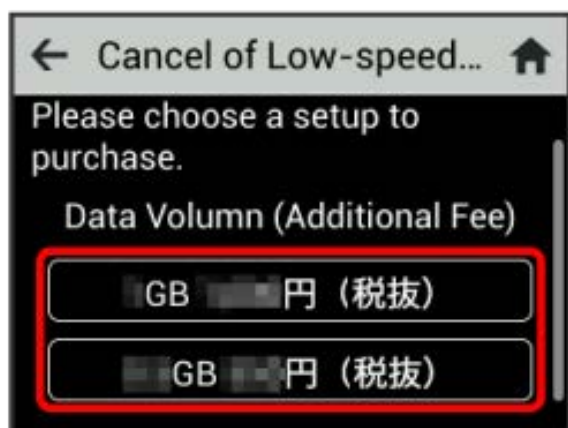 Cancel of Low-speed...
Please choose a setup to
purchase.
Data Volumn (Additional Fee)
GB 円（税抜）
GB 円（税抜）